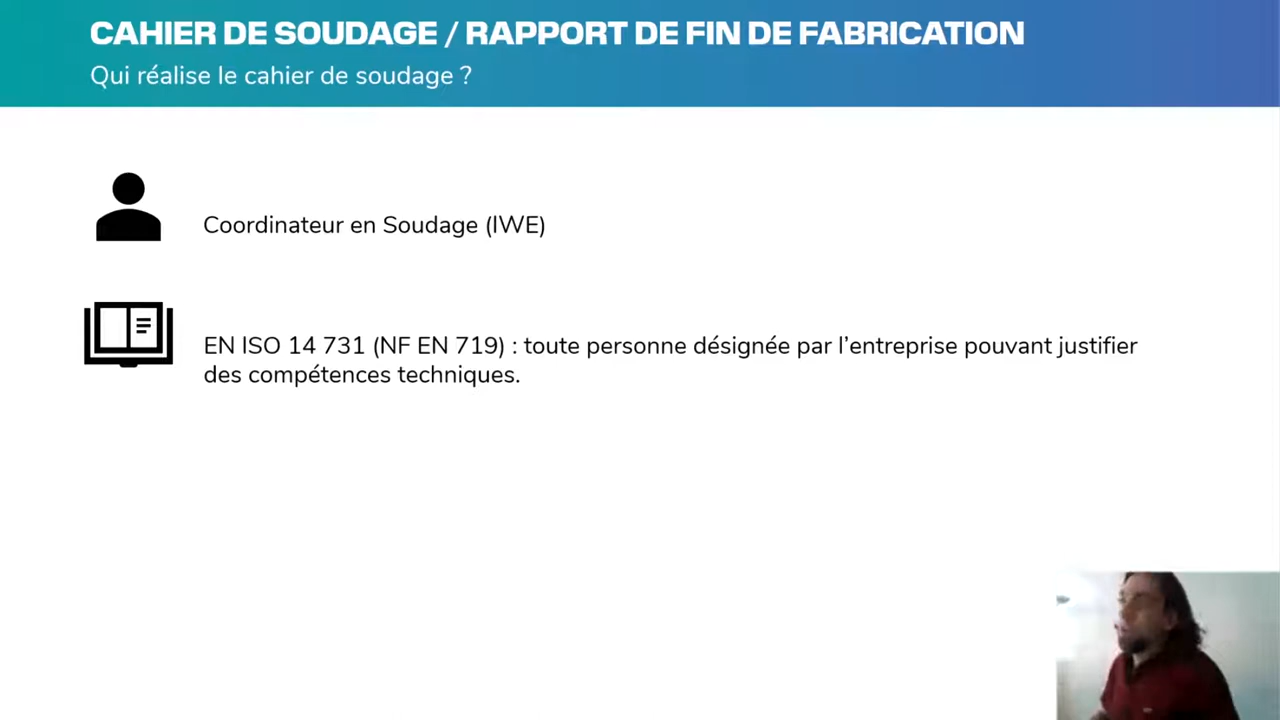 CAHIER DE SOUDAGE / RAPPORT DE FIN DE FABRICATION
Qui réalise le cahier de soudage ?
Coordinateur en Soudage (IWE)
EN ISO 14 731 (NF EN 719) : toute personne désignée par l’entreprise pouvant justifier
des compétences techniques.